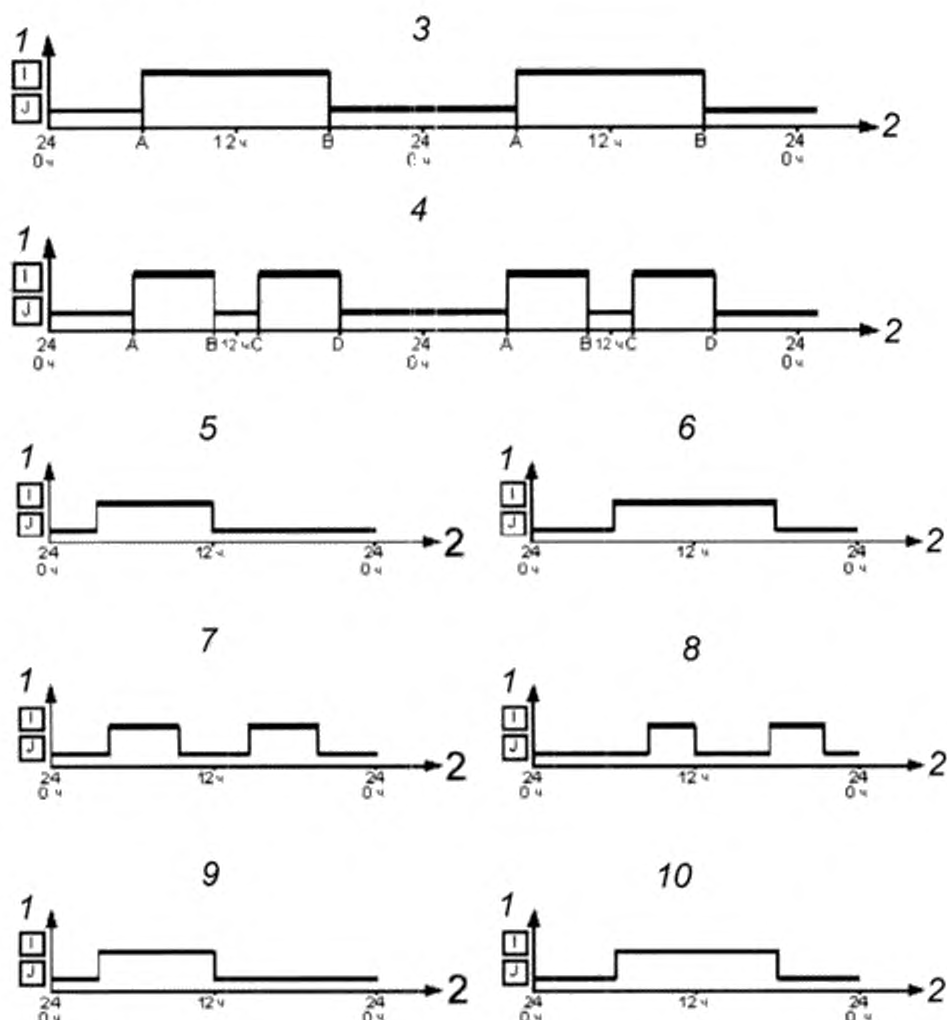 3
1
I
J
2
24 A 12 ч B 24 A 12 ч B 24
0 ч 0 ч 0 ч
4
1
I
J
2
24 A B 12 ч C D 24 A B 12 ч C D 24
0 ч 0 ч 0 ч
5 6
1 1
I I
J J
2 2
24 12 ч 24 24 12 ч 24
0 ч 0 ч 0 ч 0 ч
7 8
1 1
I I
J J
2 2
24 12 ч 24 24 12 ч 24
0 ч 0 ч 0 ч 0 ч
9 10
1 1
I I
J J
2 2
24 12 ч 24 24 12 ч 24
0 ч 0 ч 0 ч 0 ч